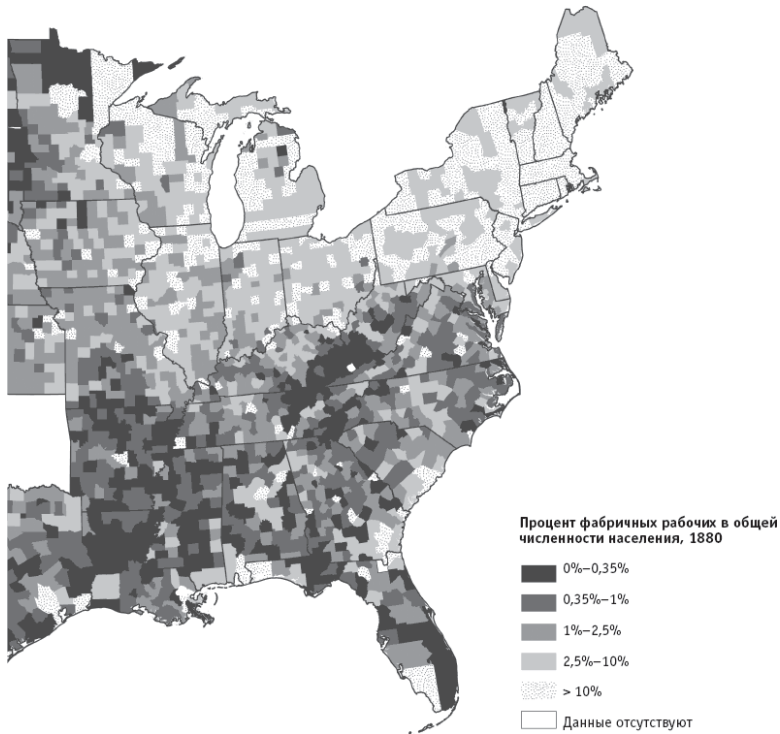 Процент фабричных рабочих в общей
численности населения, 1880
0%–0,35%
0,35%–1%
1%–2,5%
2,5%–10%
> 10%
Данные отсутствуют